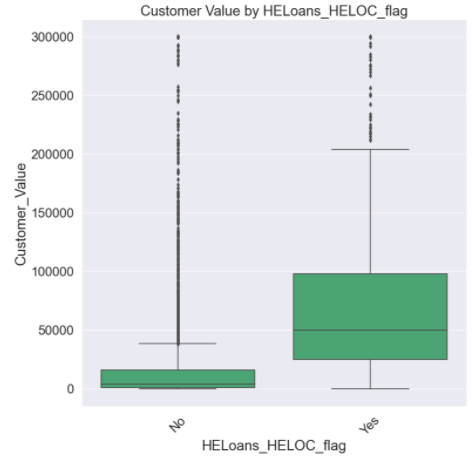 Customer Value by HELoans_HELOC_flag
300000
250000
200000
150000
100000
50000
0
Customer_Value
No
Yes
HELoans_HELOC_flag